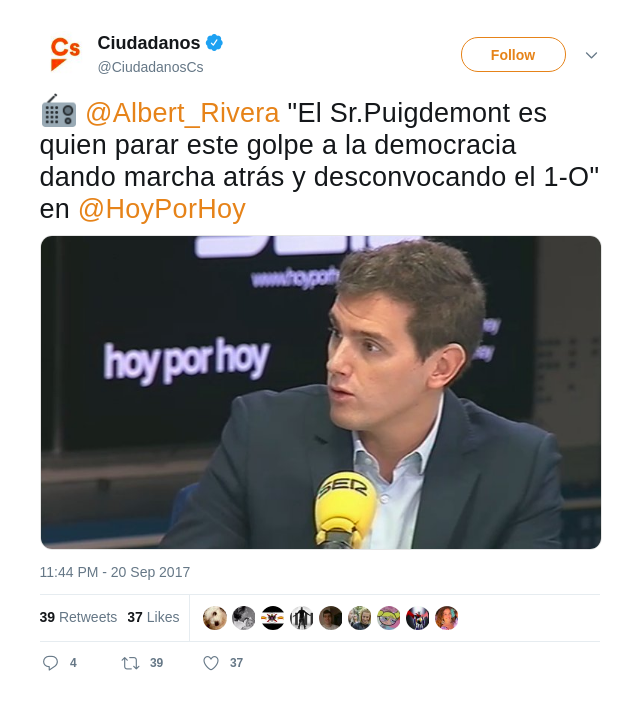 Cs
Ciudadanos
@CiudadanosCs
Follow
@Albert_Rivera "El Sr.Puigdemont es
quien parar este golpe a la democracia
dando marcha atrás y desconvocando el 1-O"
en @HoyPorHoy
hoy por hoy
SER
11:44 PM - 20 Sep 2017
39 Retweets 37 Likes
4 39 37